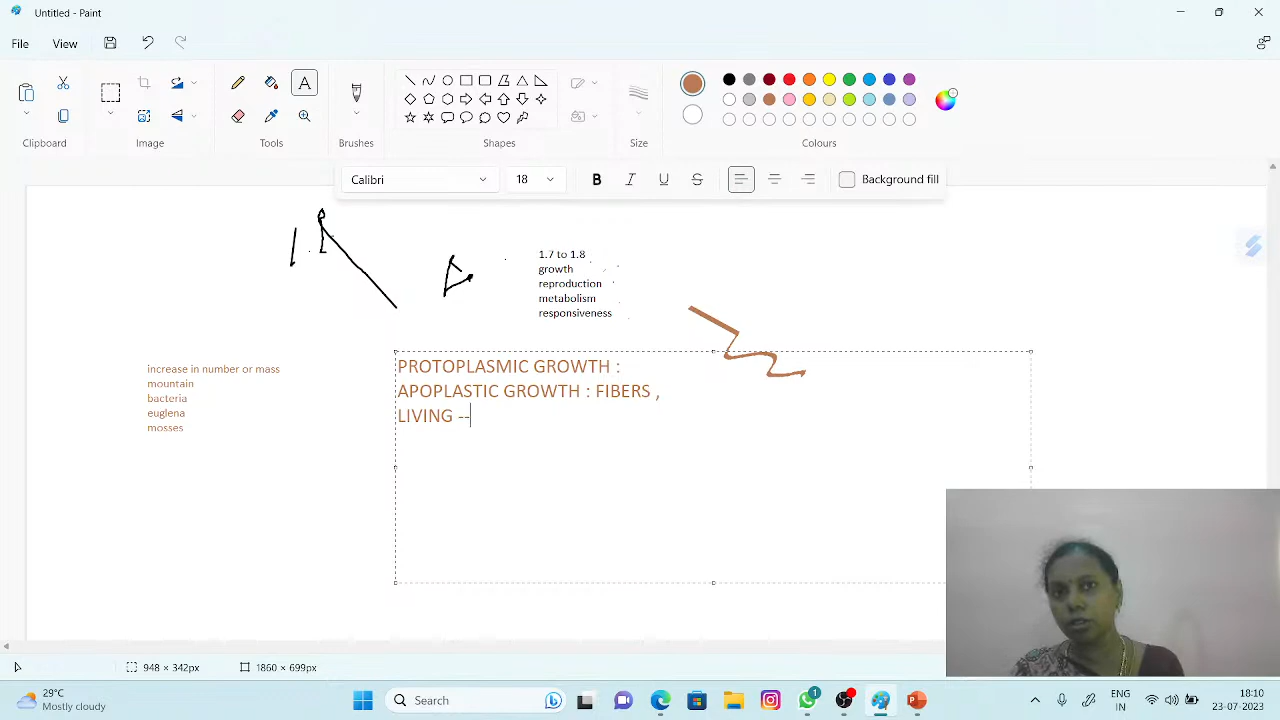 Untitled - Paint
File View
Clipboard Image Tools Brushes Shapes Size Colours
Calibri 18 B I U S Background fill
1.7 to 1.8
growth
reproduction
metabolism
responsiveness
increase in number or mass
mountain
bacteria
euglena
mosses
PROTOPLASMIC GROWTH :
APOPLASTIC GROWTH : FIBERS ,
LIVING --
948 × 342px 1860 × 699px
29°C
Mostly cloudy
Search
1
ENG
IN
18:10
23-07-2023